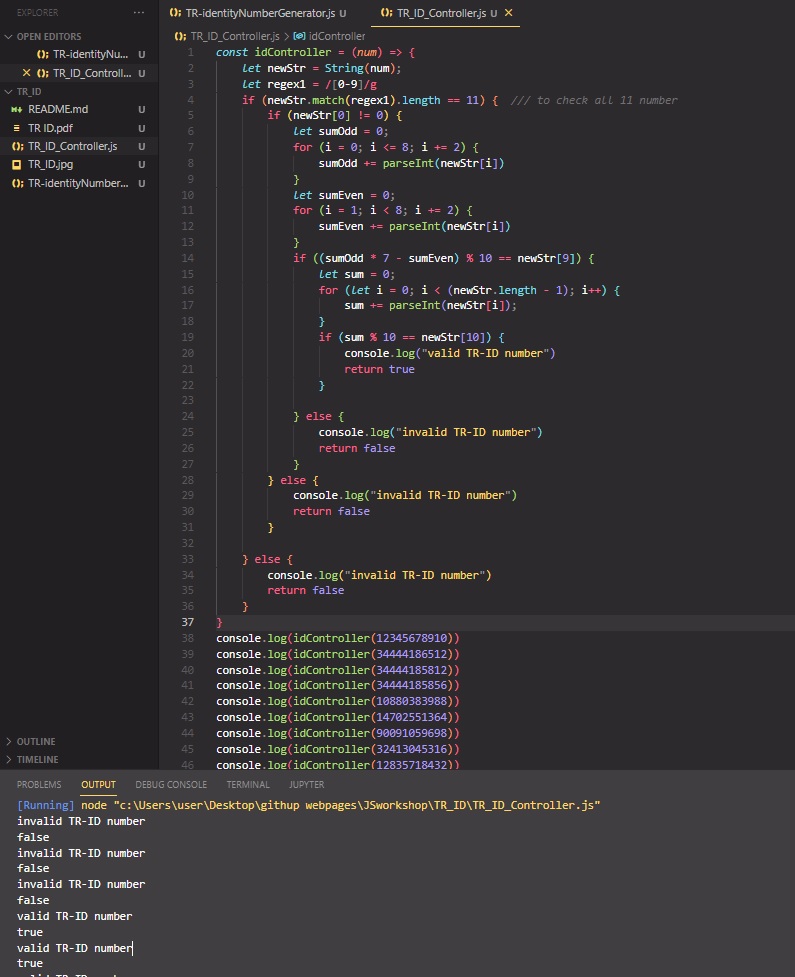 EXPLORER ...
TR-identityNumberGenerator.js U
TR_ID_Controller.js U ×
OPEN EDITORS
TR-identityNu... U
× TR_ID_Controll... U
TR_ID
README.md U
TR ID.pdf U
TR_ID_Controller.js U
TR_ID.jpg U
TR-identityNumber... U
OUTLINE
TIMELINE
TR_ID_Controller.js > idController
1 const idController = (num) => {
2 let newStr = String(num);
3 let regex1 = /[0-9]/g
4 if (newStr.match(regex1).length == 11) { /// to check all 11 number
5 if (newStr[0] != 0) {
6 let sumOdd = 0;
7 for (i = 0; i <= 8; i += 2) {
8 sumOdd += parseInt(newStr[i])
9 }
10 let sumEven = 0;
11 for (i = 1; i < 8; i += 2) {
12 sumEven += parseInt(newStr[i])
13 }
14 if ((sumOdd * 7 - sumEven) % 10 == newStr[9]) {
15 let sum = 0;
16 for (let i = 0; i < (newStr.length - 1); i++) {
17 sum += parseInt(newStr[i]);
18 }
19 if (sum % 10 == newStr[10]) {
20 console.log("valid TR-ID number")
21 return true
22 }
23
24 } else {
25 console.log("invalid TR-ID number")
26 return false
27 }
28 } else {
29 console.log("invalid TR-ID number")
30 return false
31 }
32
33 } else {
34 console.log("invalid TR-ID number")
35 return false
36 }
37 }
38 console.log(idController(12345678910))
39 console.log(idController(34444186512))
40 console.log(idController(34444185812))
41 console.log(idController(34444185856))
42 console.log(idController(10880383988))
43 console.log(idController(14702551364))
44 console.log(idController(90091059698))
45 console.log(idController(32413045316))
46 console.log(idController(12835718432))
PROBLEMS OUTPUT DEBUG CONSOLE TERMINAL JUPYTER
[Running] node "c:\Users\user\Desktop\githup webpages\JSworkshop\TR_ID\TR_ID_Controller.js"
invalid TR-ID number
false
invalid TR-ID number
false
invalid TR-ID number
false
valid TR-ID number
true
valid TR-ID number
true